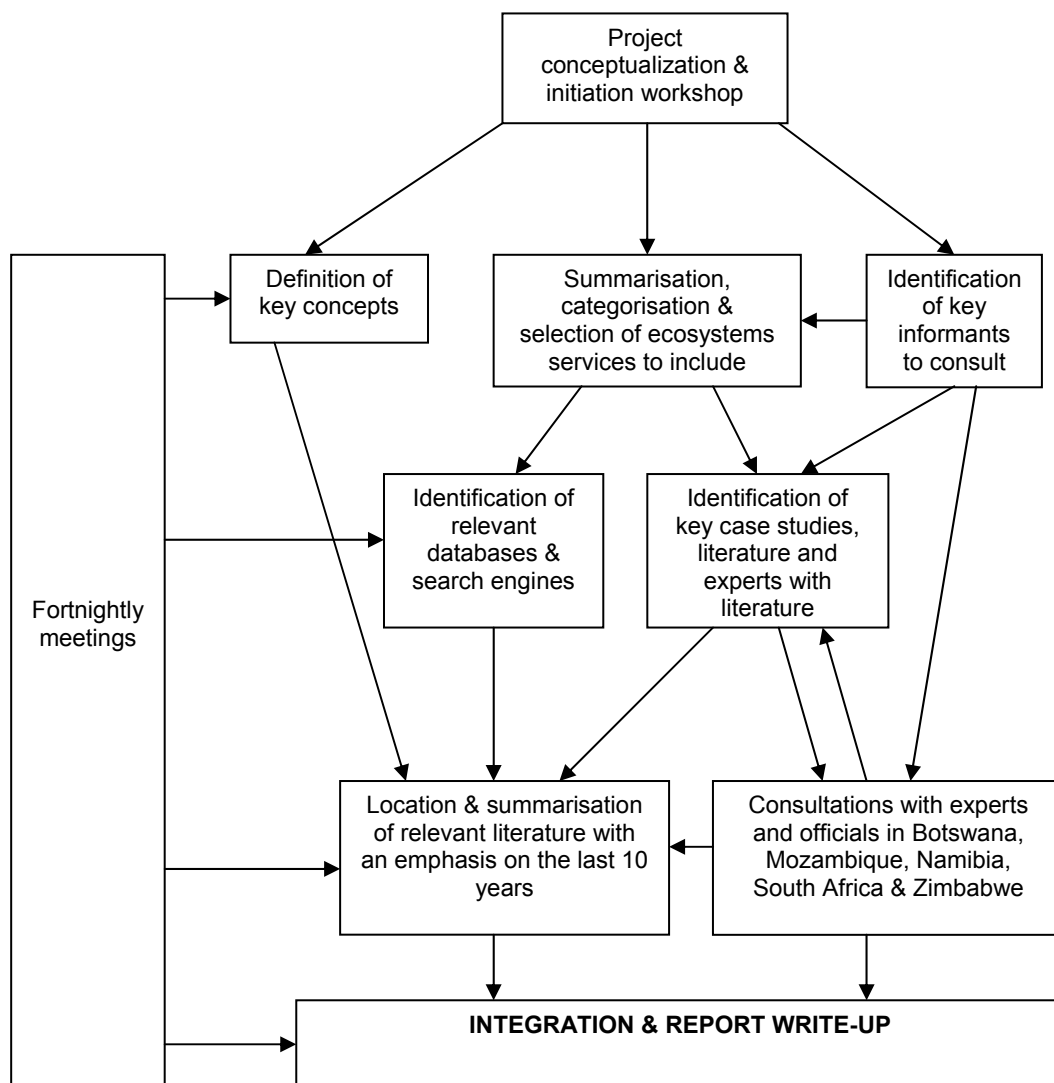 Project
conceptualization &
initiation workshop
Definition of
key concepts
Summarisation,
categorisation &
selection of ecosystems
services to include
Identification
of key
informants
to consult
Identification of
relevant
databases &
search engines
Identification of
key case studies,
literature and
experts with
literature
Fortnightly
meetings
Location & summarisation
of relevant literature with
an emphasis on the last 10
years
Consultations with experts
and officials in Botswana,
Mozambique, Namibia,
South Africa & Zimbabwe
INTEGRATION & REPORT WRITE-UP